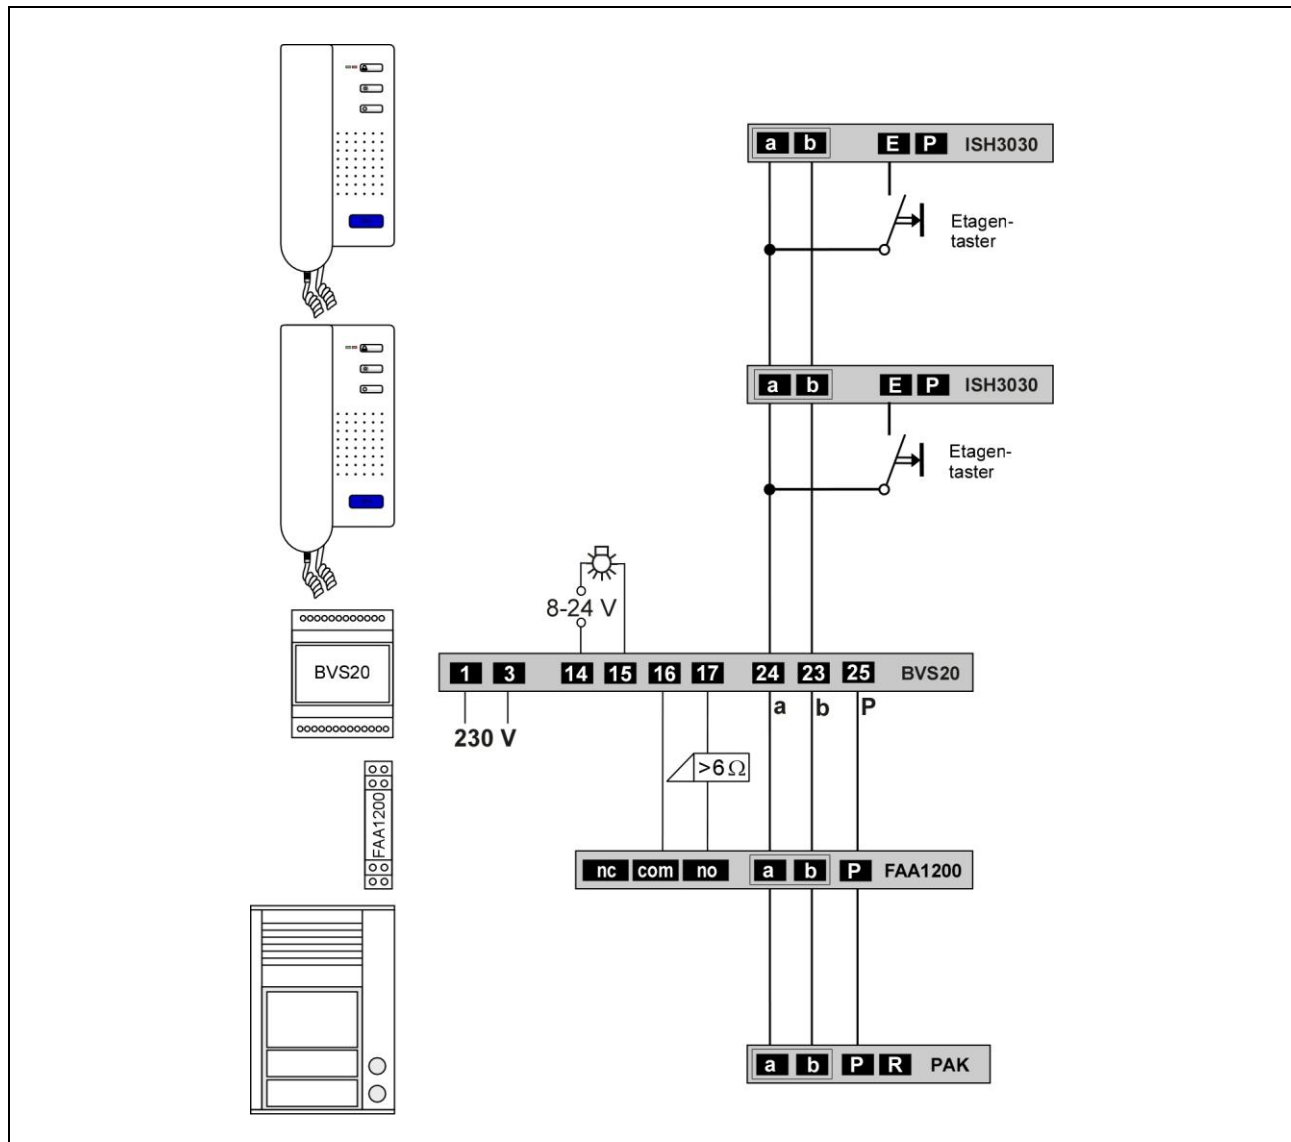 a b E P ISH3030
Etagen-
taster
a b E P ISH3030
Etagen-
taster
8-24 V
BVS20
1 3 14 15 16 17 24 23 25 BVS20
a b P
230 V
>6 Ω
FAA1200
nc com no a b P FAA1200
a b P R PAK